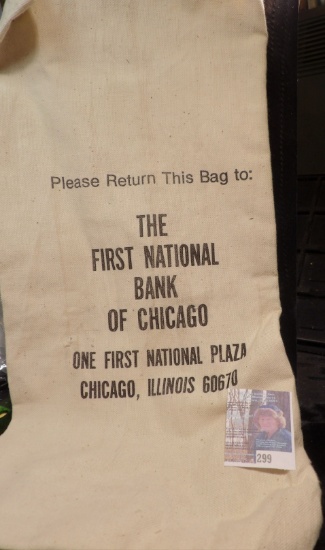 Please Return This Bag to:
THE
FIRST NATIONAL
BANK
OF CHICAGO
ONE FIRST NATIONAL PLAZA
CHICAGO, ILLINOIS 60670
299